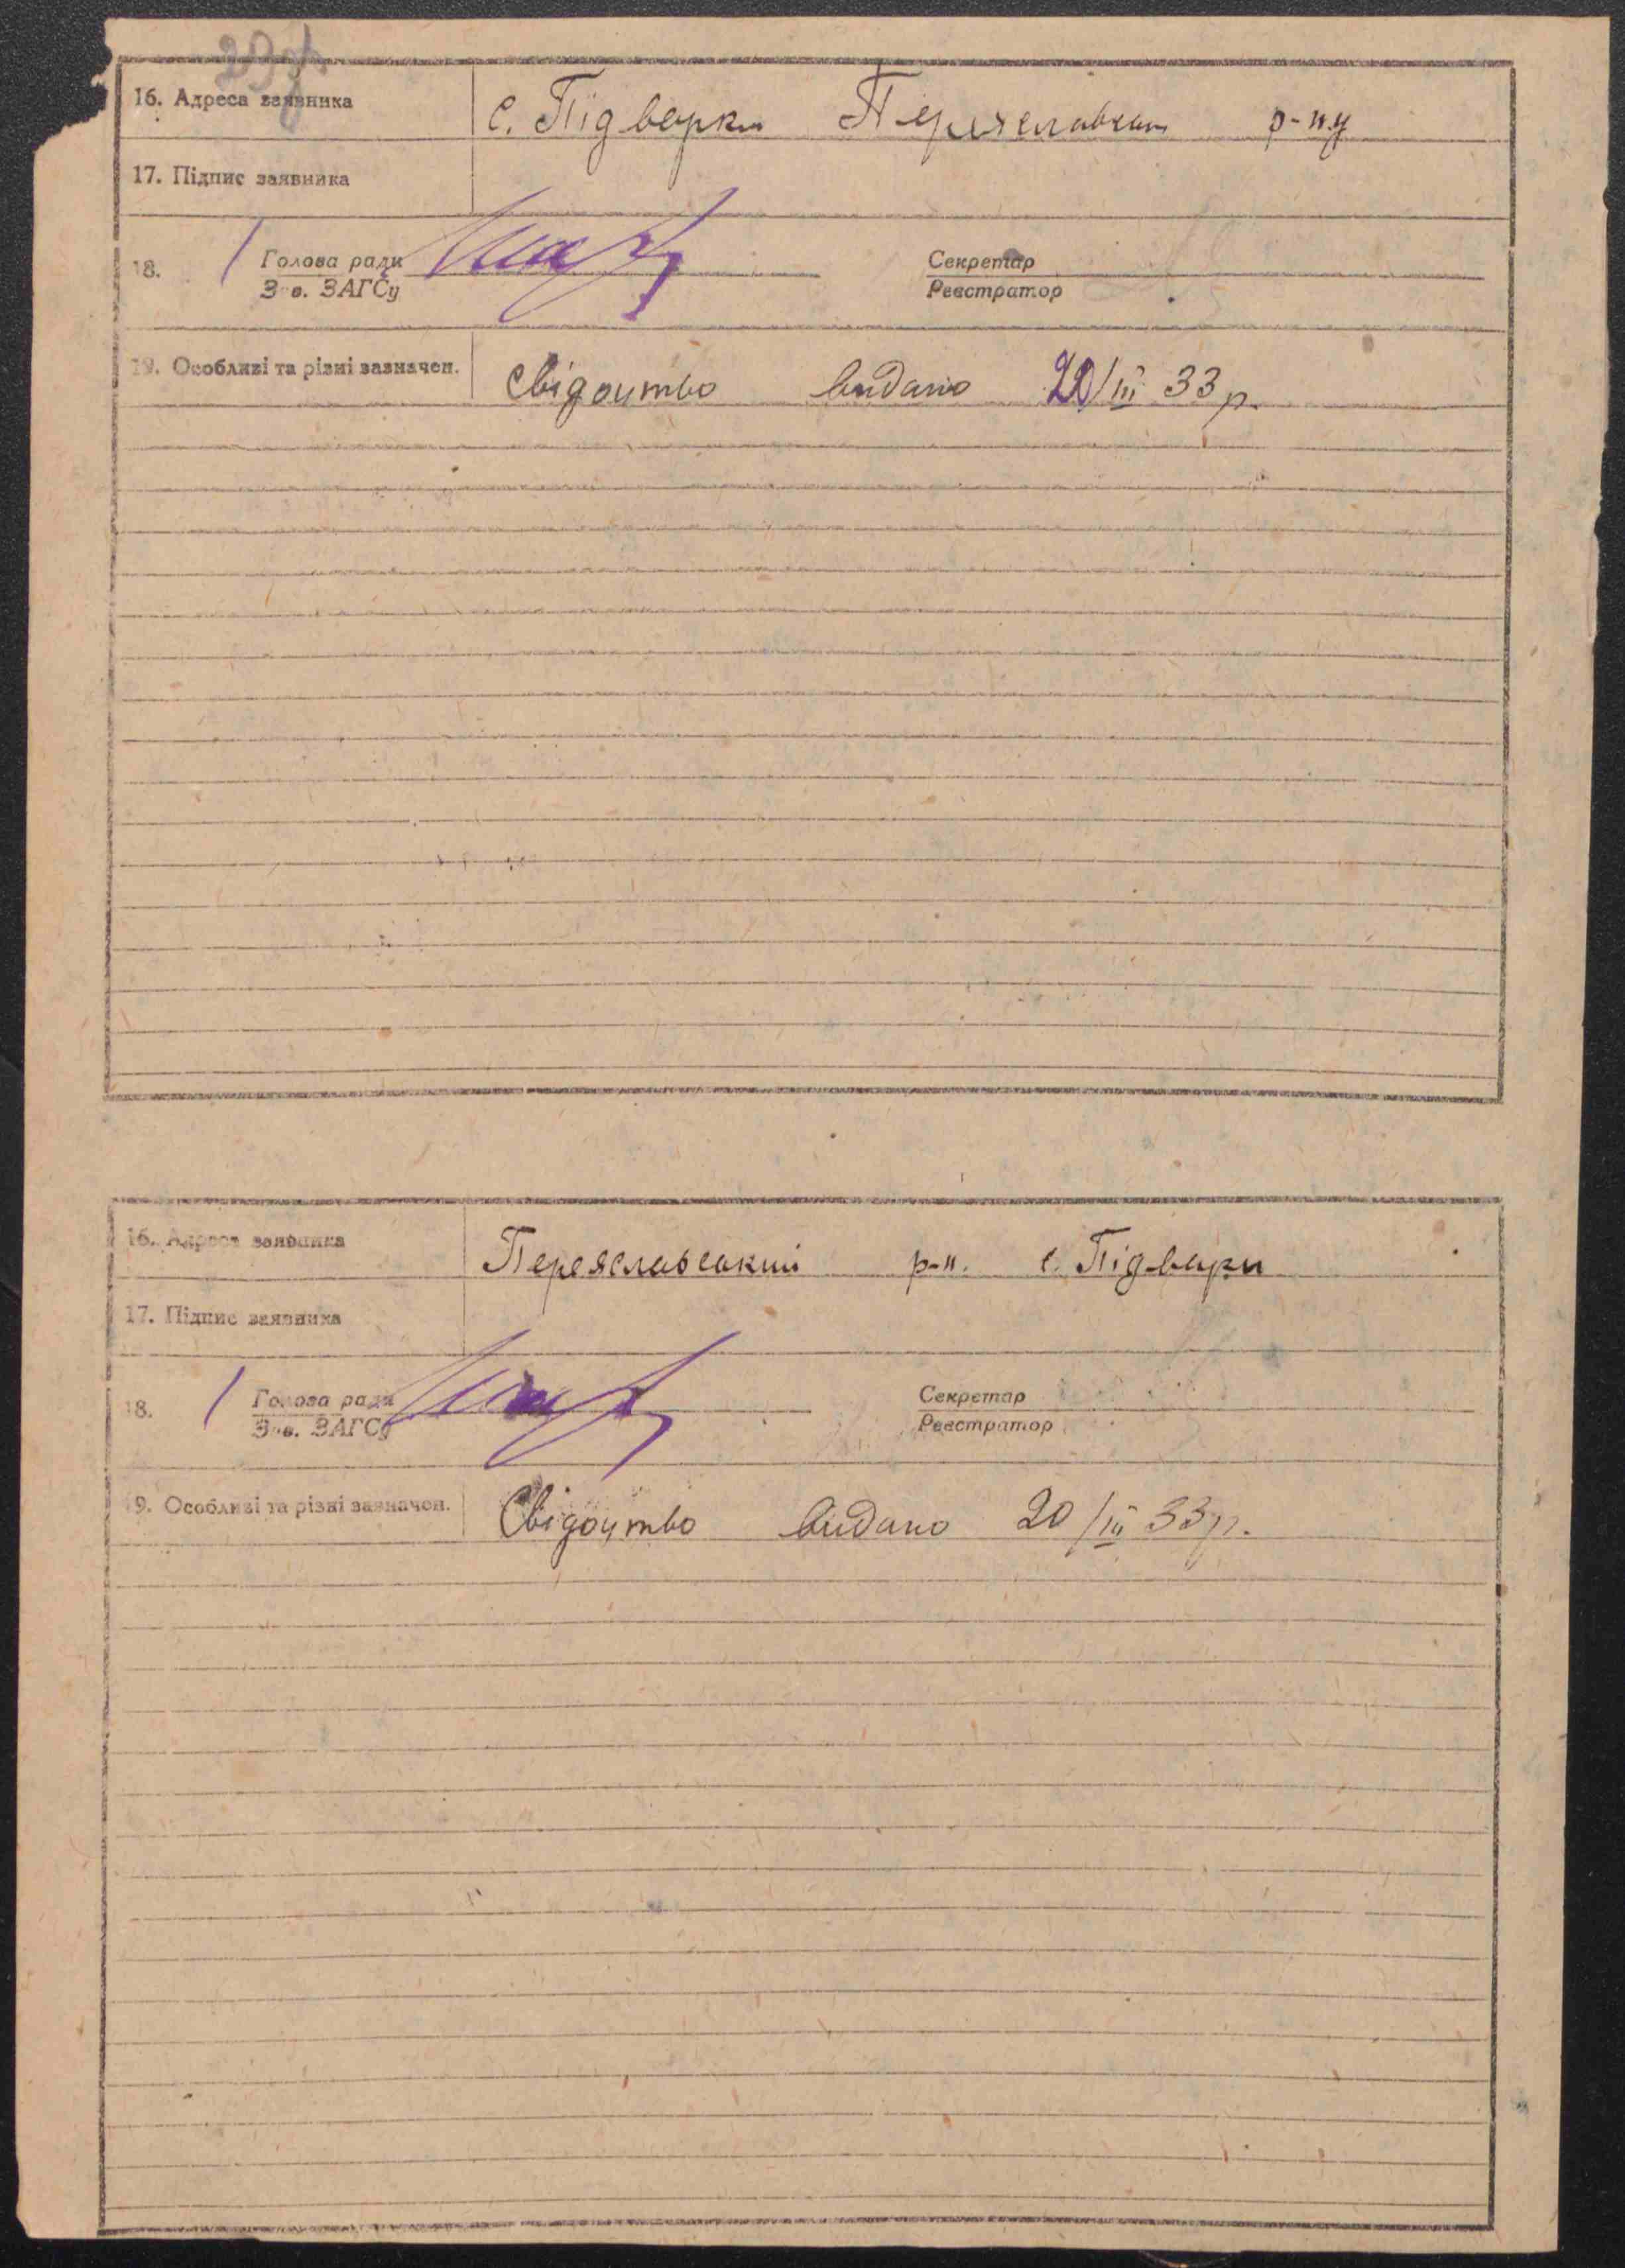 16. Адреса заявника с. Підварки Переяславськ р-ну
17. Підпис заявника
18. Голова ради Секретар
Зав. ЗАГСу Реєстратор
19. Особливі та різні зазначен. Свідоцтво видано 20/III 33 р.
16. Адреса заявника Переяславський р-н. с. Підварки
17. Підпис заявника
18. Голова ради Секретар
Зав. ЗАГСу Реєстратор
19. Особливі та різні зазначен. Свідоцтво видано 20/III 33 р.